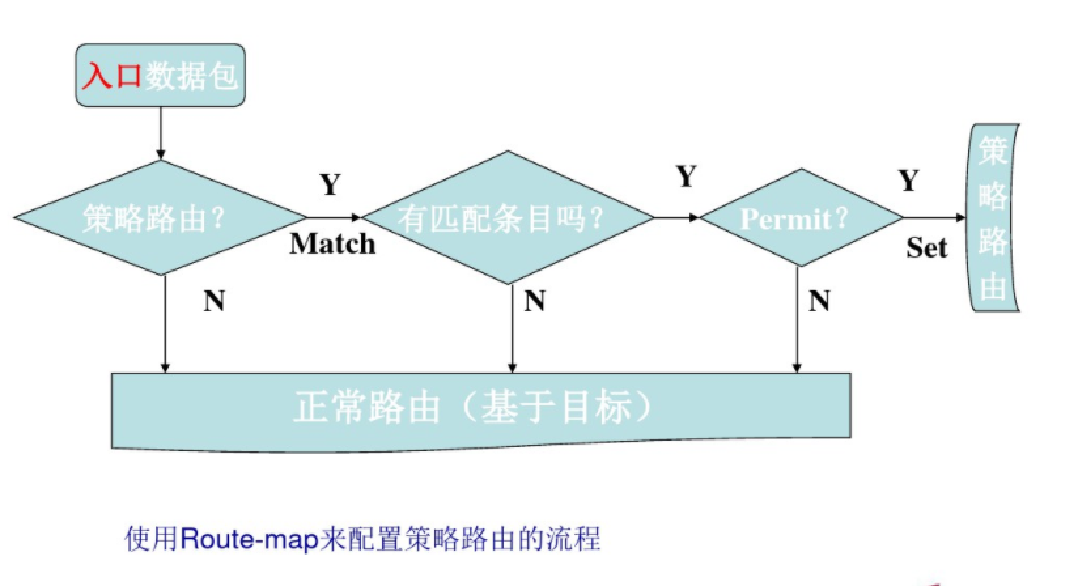 入口数据包
策略路由？
Y
Match
有匹配条目吗？
Y
Permit？
Y
Set
策略路由
N
N
N
正常路由（基于目标）
使用Route-map来配置策略路由的流程